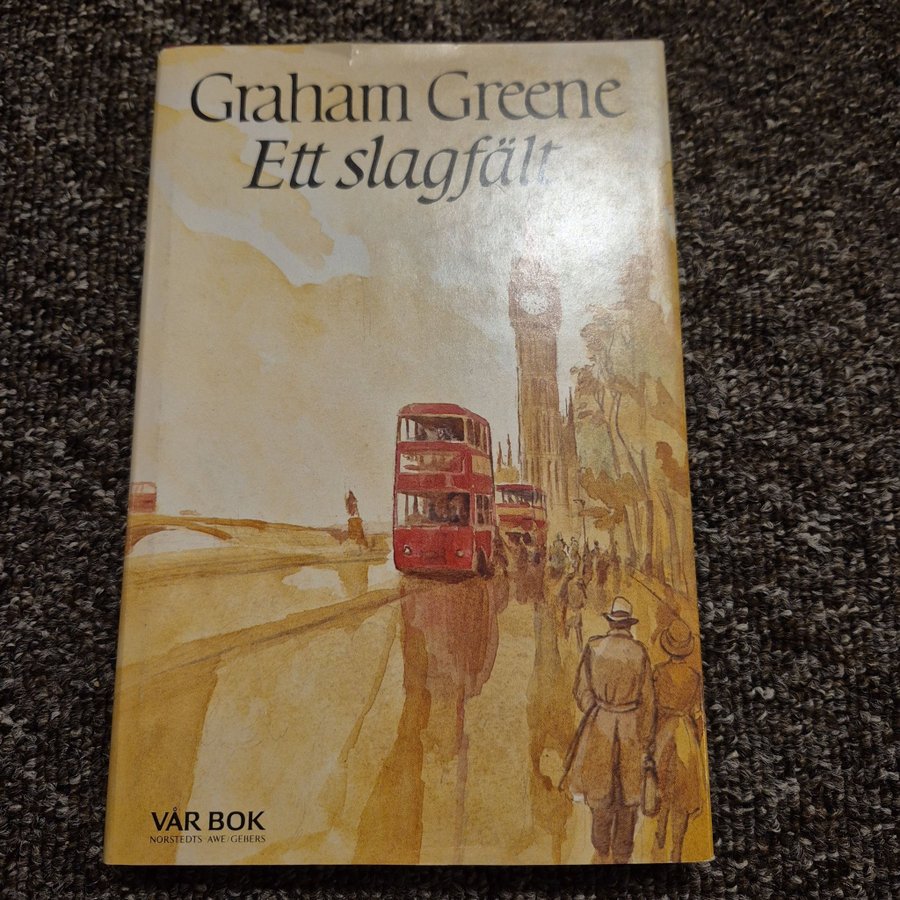 Graham Greene
Ett slagfält
VÅR BOK
NORSTEDTS AWE/GEBERS